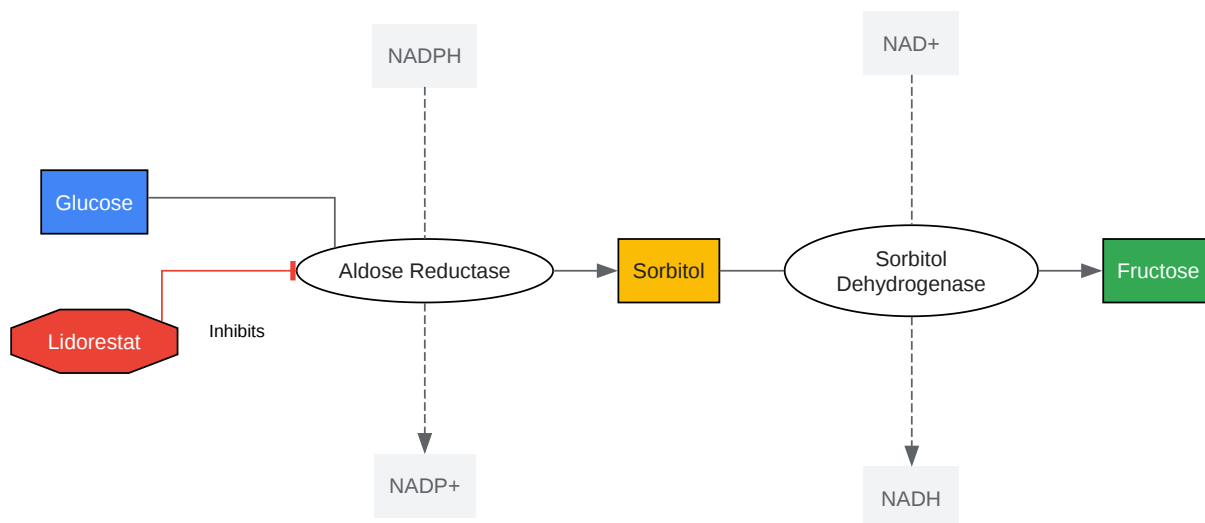 NADPH
NAD+
Glucose
Aldose Reductase
Sorbitol
Sorbitol
Dehydrogenase
Fructose
Lidorestat
Inhibits
NADP+
NADH